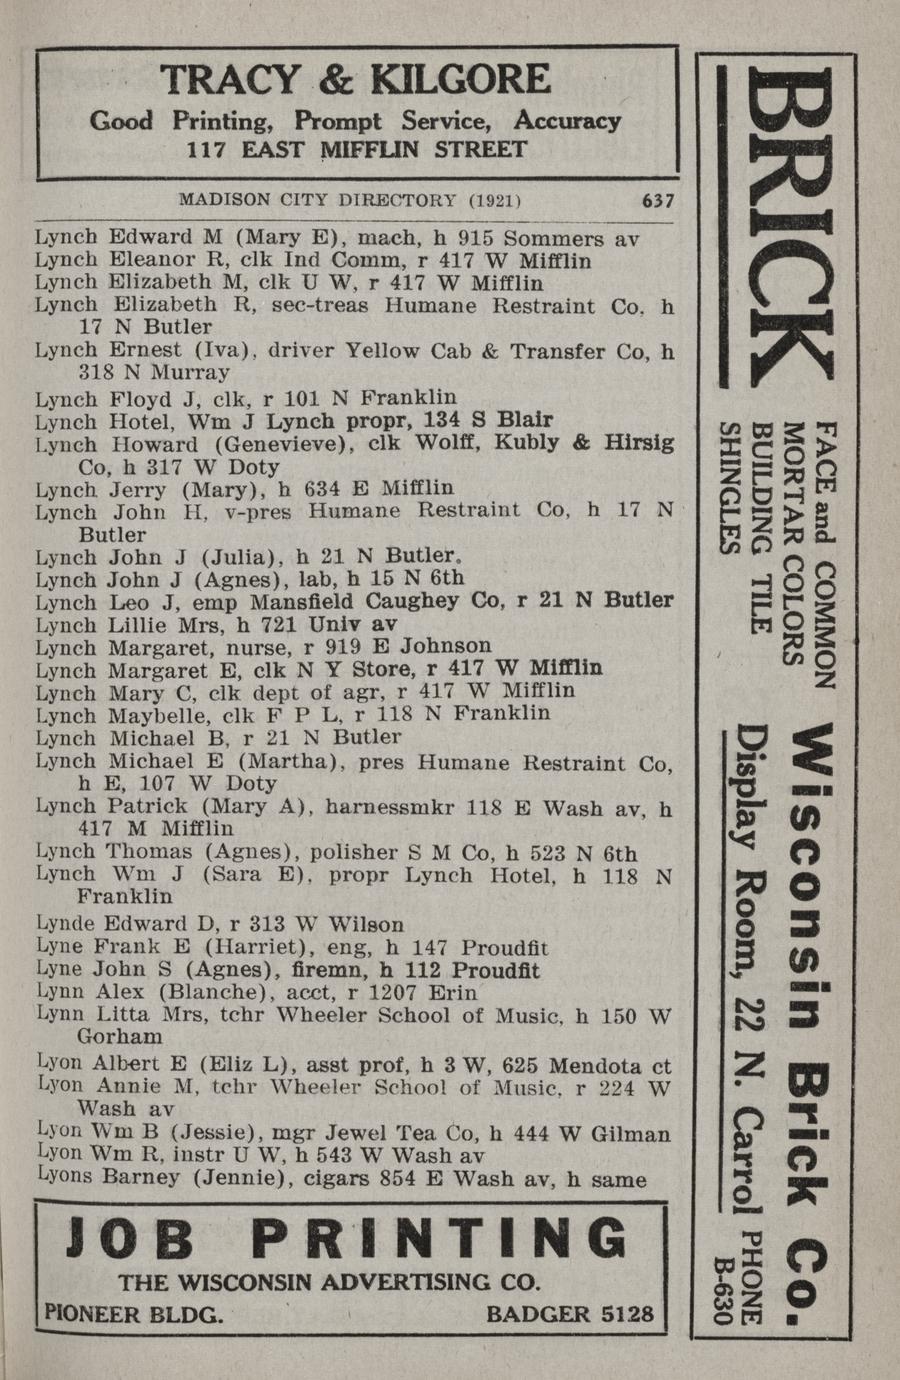 TRACY & KILGORE
Good Printing, Prompt Service, Accuracy
117 EAST MIFFLIN STREET
MADISON CITY DIRECTORY (1921) 637
Lynch Edward M (Mary E), mach, h 915 Sommers av
Lynch Eleanor R, clk Ind Comm, r 417 W Mifflin
Lynch Elizabeth M, clk U W, r 417 W Mifflin
Lynch Elizabeth R, sec-treas Humane Restraint Co, h
17 N Butler
Lynch Ernest (Iva), driver Yellow Cab & Transfer Co, h
318 N Murray
Lynch Floyd J, clk, r 101 N Franklin
Lynch Hotel, Wm J Lynch propr, 134 S Blair
Lynch Howard (Genevieve), clk Wolff, Kubly & Hirsig
Co, h 317 W Doty
Lynch Jerry (Mary), h 634 E Mifflin
Lynch John H, v-pres Humane Restraint Co, h 17 N
Butler
Lynch John J (Julia), h 21 N Butler.
Lynch John J (Agnes), lab, h 15 N 6th
Lynch Leo J, emp Mansfield Caughey Co, r 21 N Butler
Lynch Lillie Mrs, h 721 Univ av
Lynch Margaret, nurse, r 919 E Johnson
Lynch Margaret E, clk N Y Store, r 417 W Mifflin
Lynch Mary C, clk dept of agr, r 417 W Mifflin
Lynch Maybelle, clk F P L, r 118 N Franklin
Lynch Michael B, r 21 N Butler
Lynch Michael E (Martha), pres Humane Restraint Co,
h E, 107 W Doty
Lynch Patrick (Mary A), harnessmkr 118 E Wash av, h
417 M Mifflin
Lynch Thomas (Agnes), polisher S M Co, h 523 N 6th
Lynch Wm J (Sara E), propr Lynch Hotel, h 118 N
Franklin
Lynde Edward D, r 313 W Wilson
Lyne Frank E (Harriet), eng, h 147 Proudfit
Lyne John S (Agnes), firemn, h 112 Proudfit
Lynn Alex (Blanche), acct, r 1207 Erin
Lynn Litta Mrs, tchr Wheeler School of Music, h 150 W
Gorham
Lyon Albert E (Eliz L), asst prof, h 3 W, 625 Mendota ct
Lyon Annie M, tchr Wheeler School of Music, r 224 W
Wash av
Lyon Wm B (Jessie), mgr Jewel Tea Co, h 444 W Gilman
Lyon Wm R, instr U W, h 543 W Wash av
Lyons Barney (Jennie), cigars 854 E Wash av, h same
JOB PRINTING
THE WISCONSIN ADVERTISING CO.
PIONEER BLDG. BADGER 5128
BRICK
FACE and COMMON
MORTAR COLORS
BUILDING TILE
SHINGLES
Wisconsin Brick Co.
Display Room, 22 N. Carrol
PHONE
B-630